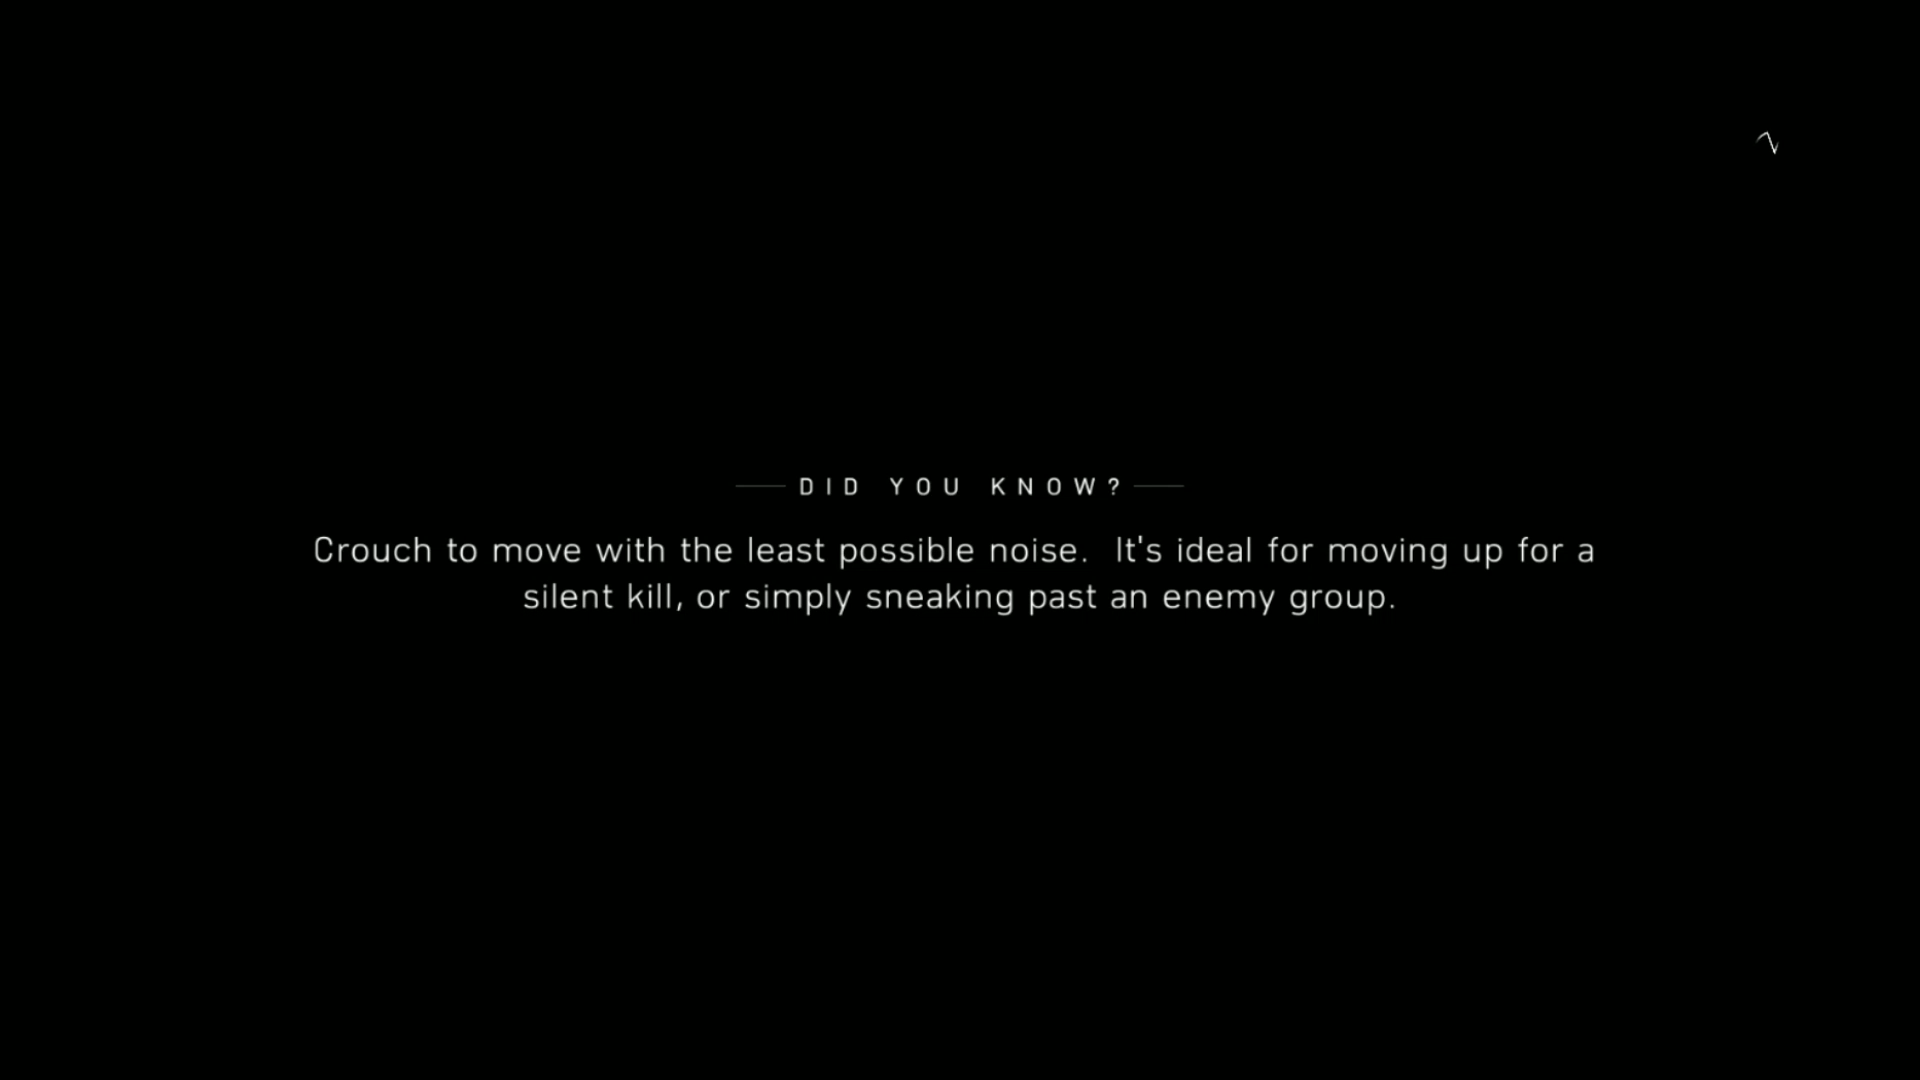 DID YOU KNOW?
Crouch to move with the least possible noise.  It's ideal for moving up for a
silent kill, or simply sneaking past an enemy group.